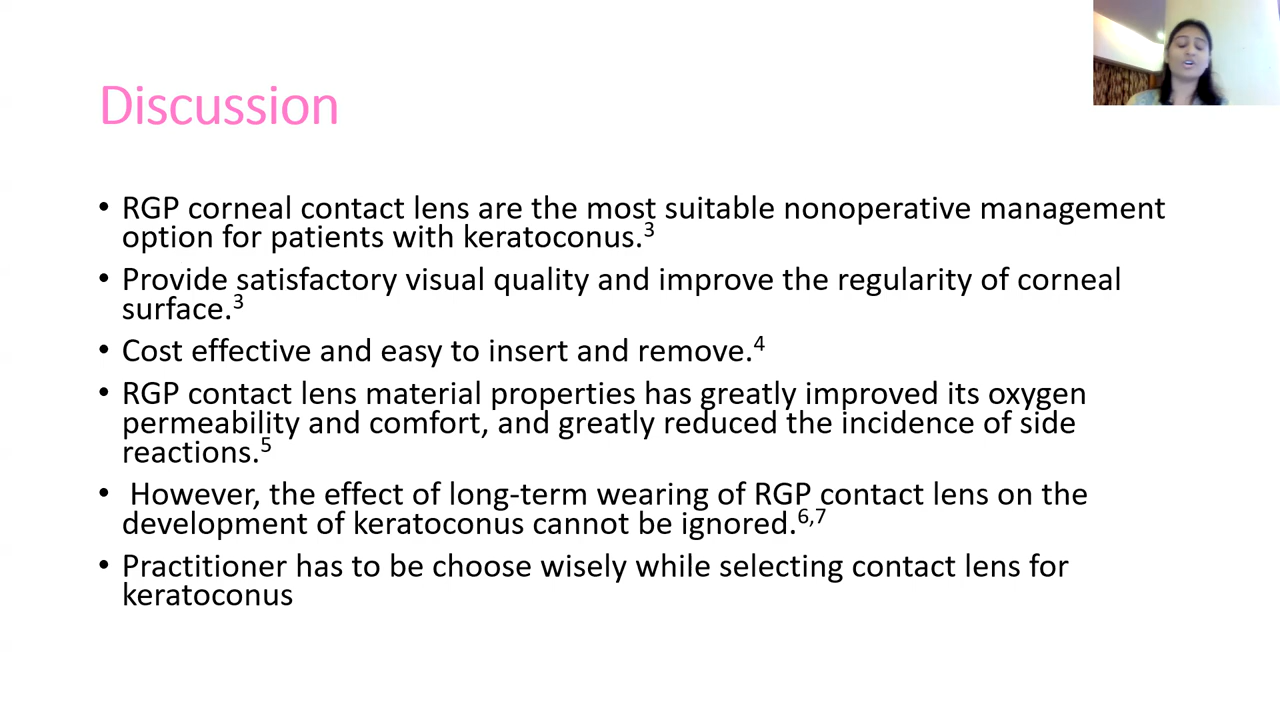 Discussion
• RGP corneal contact lens are the most suitable nonoperative management
option for patients with keratoconus.3
• Provide satisfactory visual quality and improve the regularity of corneal
surface.3
• Cost effective and easy to insert and remove.4
• RGP contact lens material properties has greatly improved its oxygen
permeability and comfort, and greatly reduced the incidence of side
reactions.5
• However, the effect of long-term wearing of RGP contact lens on the
development of keratoconus cannot be ignored.6,7
• Practitioner has to be choose wisely while selecting contact lens for
keratoconus